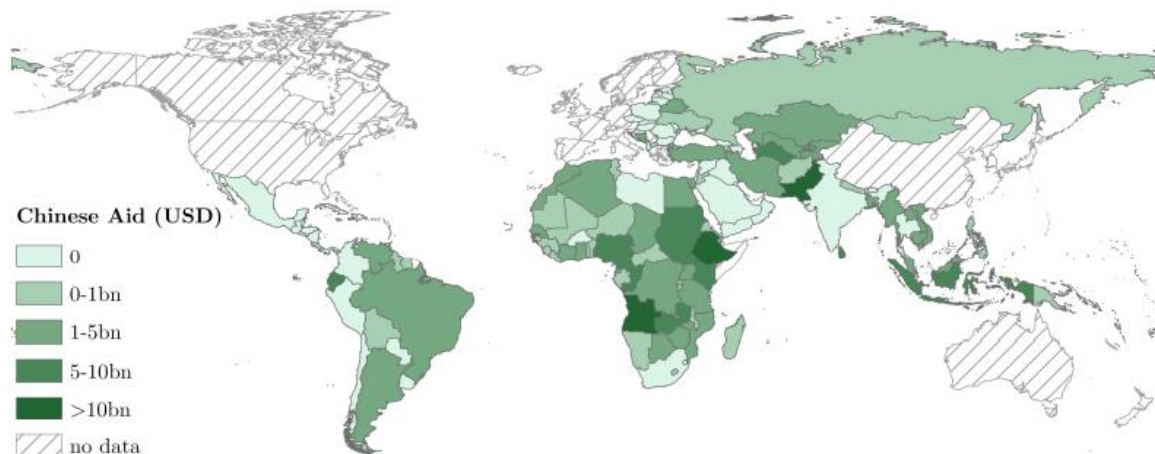 Chinese Aid (USD)
0
0-1bn
1-5bn
5-10bn
>10bn
no data